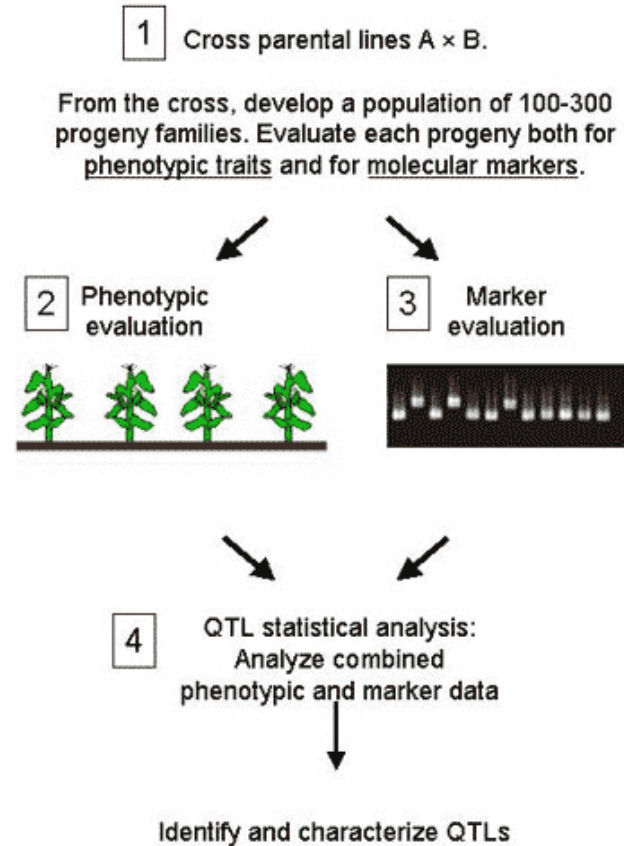 1 Cross parental lines A × B.
From the cross, develop a population of 100-300
progeny families. Evaluate each progeny both for
phenotypic traits and for molecular markers.
2 Phenotypic
evaluation
3 Marker
evaluation
4 QTL statistical analysis:
Analyze combined
phenotypic and marker data
Identify and characterize QTLs